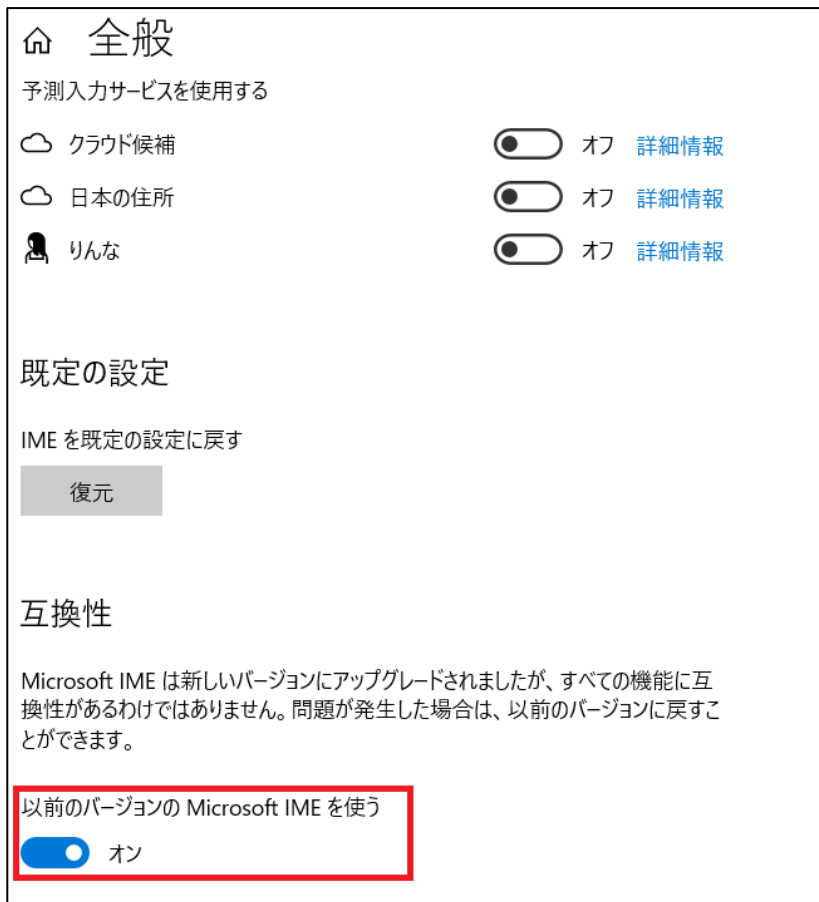 全般
予測入力サービスを使用する
クラウド候補 オフ 詳細情報
日本の住所 オフ 詳細情報
りんな オフ 詳細情報
既定の設定
IME を既定の設定に戻す
復元
互換性
Microsoft IME は新しいバージョンにアップグレードされましたが、すべての機能に互
換性があるわけではありません。問題が発生した場合は、以前のバージョンに戻すこ
とができます。
以前のバージョンの Microsoft IME を使う
オン